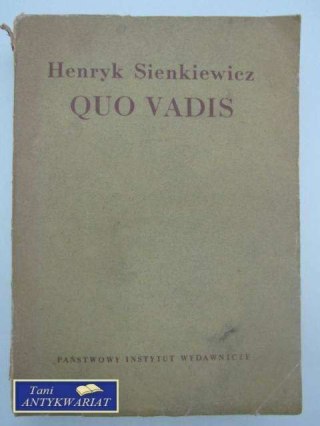 Henryk Sienkiewicz
QUO VADIS
PAŃSTWOWY INSTYTUT WYDAWNICZY
Tani
ANTYKWARIAT